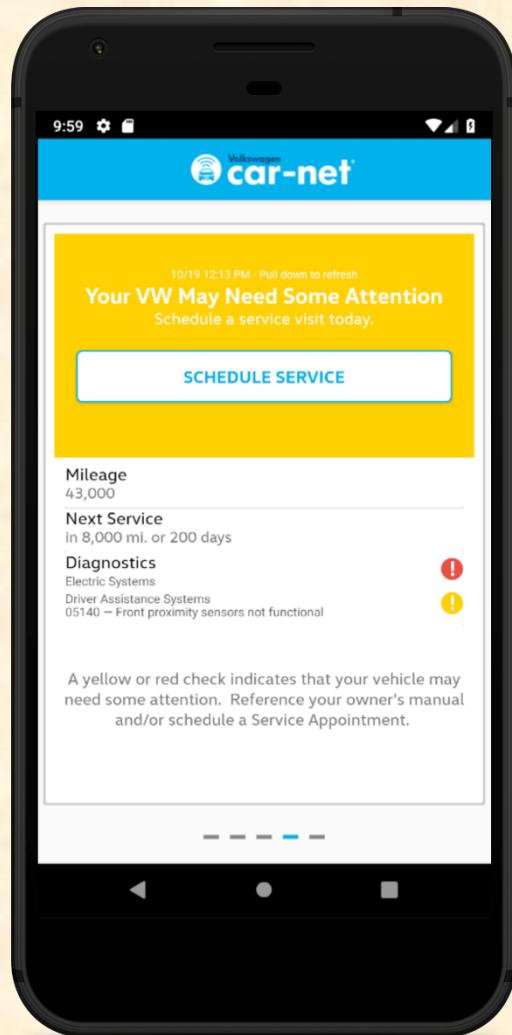 9:59
Volkswagen
car-net
10/19 12:13 PM - Pull down to refresh
Your VW May Need Some Attention
Schedule a service visit today.
SCHEDULE SERVICE
Mileage
43,000
Next Service
in 8,000 mi. or 200 days
Diagnostics
Electric Systems
Driver Assistance Systems
05140 — Front proximity sensors not functional
A yellow or red check indicates that your vehicle may
need some attention. Reference your owner's manual
and/or schedule a Service Appointment.